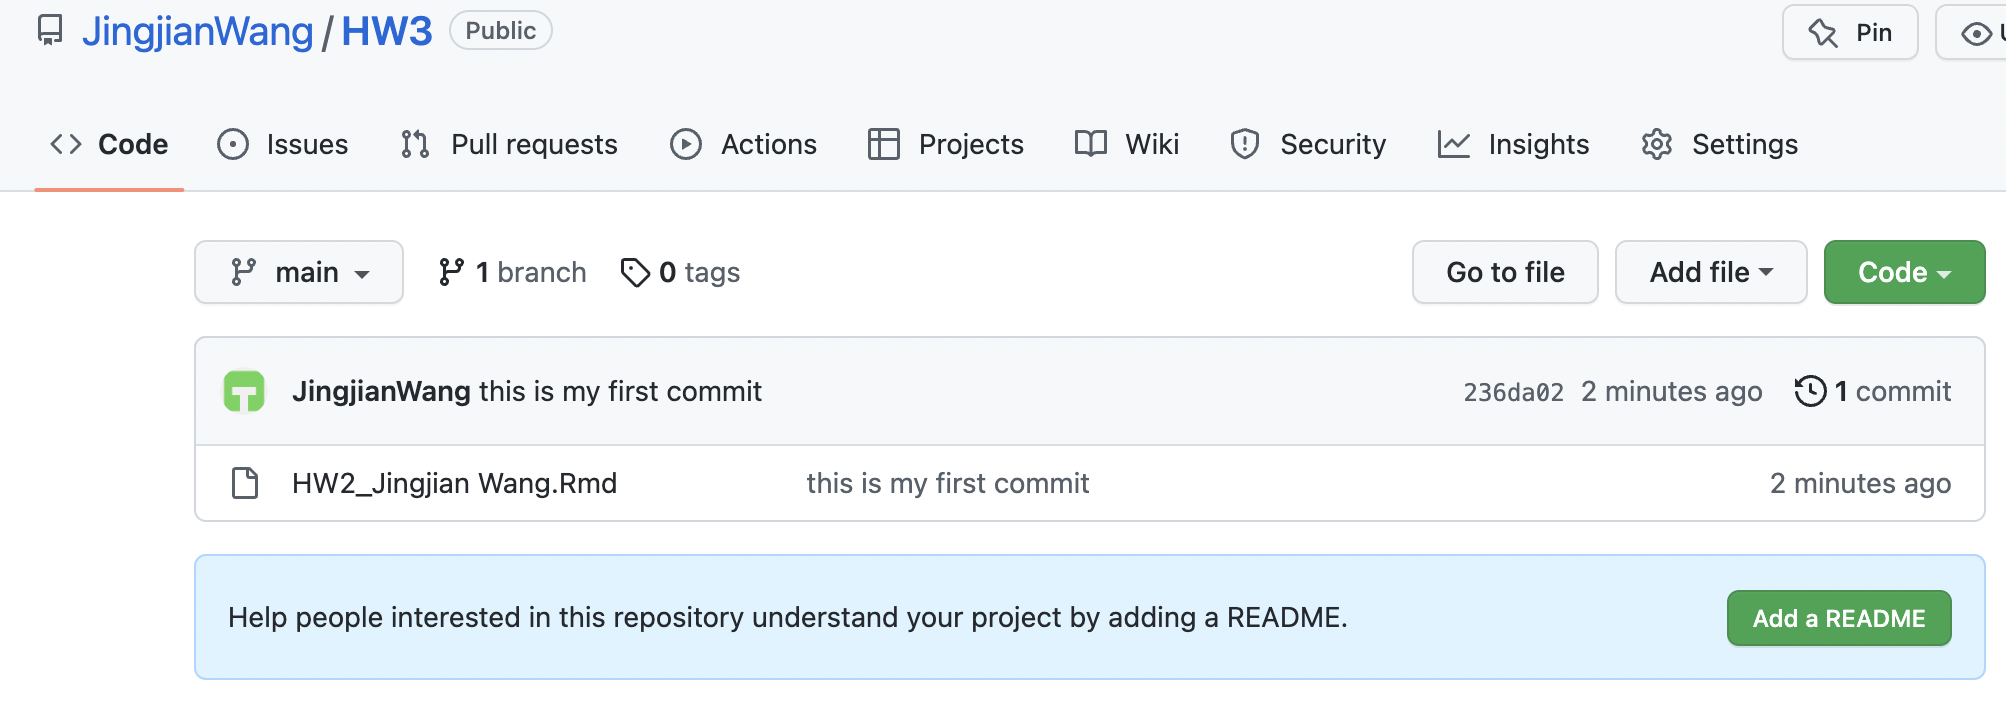 JingjianWang / HW3 Public Pin
Code Issues Pull requests Actions Projects Wiki Security Insights Settings
main 1 branch 0 tags Go to file Add file Code
JingjianWang this is my first commit 236da02 2 minutes ago 1 commit
HW2_Jingjian Wang.Rmd this is my first commit 2 minutes ago
Help people interested in this repository understand your project by adding a README. Add a README